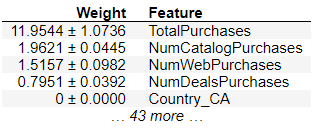 Weight Feature
11.9544 ± 1.0736 TotalPurchases
1.9621 ± 0.0445 NumCatalogPurchases
1.5157 ± 0.0982 NumWebPurchases
0.7951 ± 0.0392 NumDealsPurchases
0 ± 0.0000 Country_CA
… 43 more …